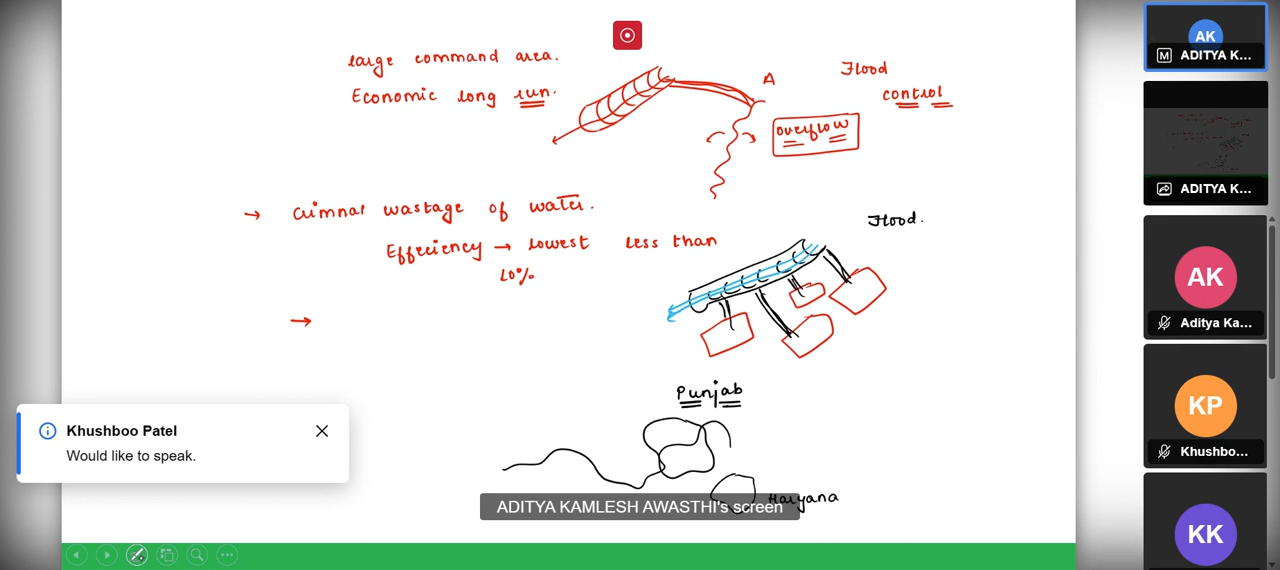 large command area.
Economic long run.
A
Flood
control
overflow
→ Crimnal wastage of water.
Efficiency → lowest less than
10%
Flood.
→
Punjab
Haryana
Khushboo Patel
Would like to speak.
ADITYA KAMLESH AWASTHI's screen
AK
M ADITYA K...
ADITYA K...
AK
Aditya Ka...
KP
Khushbo...
KK